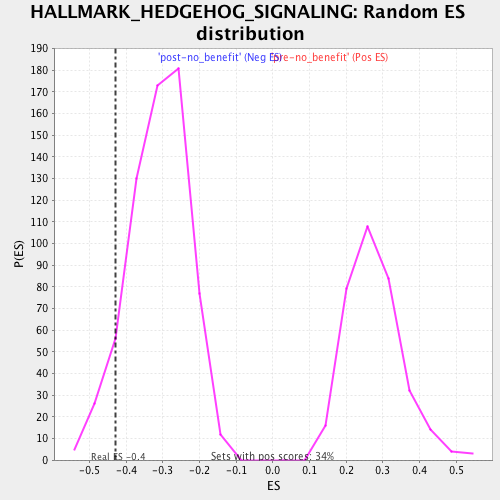 HALLMARK_HEDGEHOG_SIGNALING: Random ES
distribution
'post-no_benefit' (Neg ES)
'pre-no_benefit' (Pos ES)
190
180
170
160
150
140
130
120
110
100
90
80
70
60
50
40
30
20
10
0
P(ES)
Real ES -0.4
Sets with pos scores: 34%
-0.5 -0.4 -0.3 -0.2 -0.1 0.0 0.1 0.2 0.3 0.4 0.5
ES